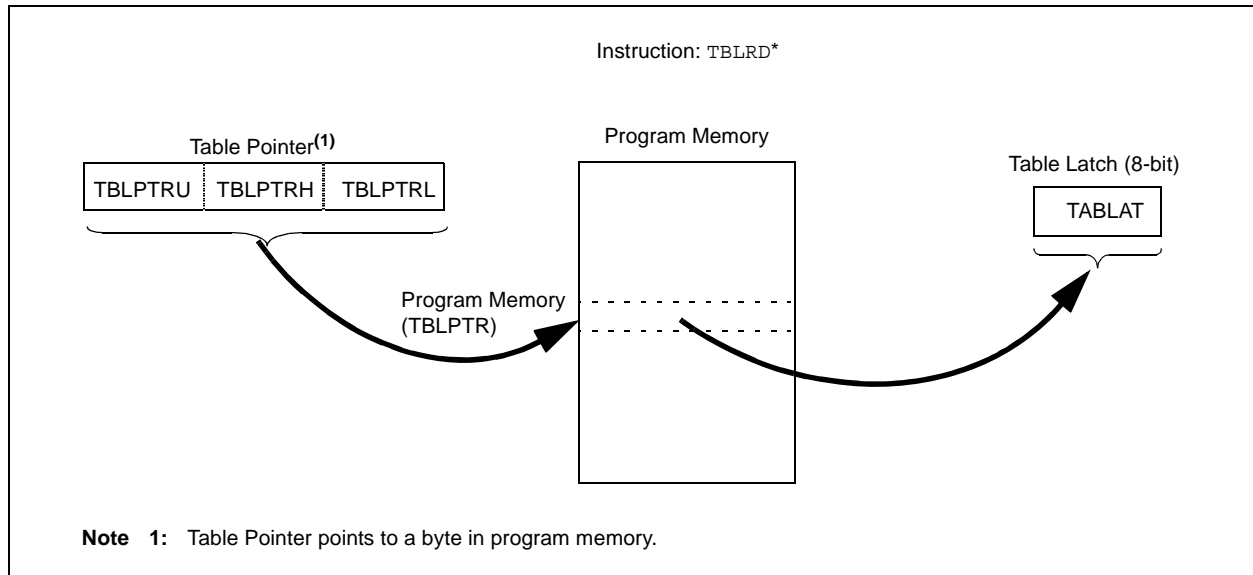 Instruction: TBLRD*
Table Pointer(1)
TBLPTRU TBLPTRH TBLPTRL
Program Memory
Table Latch (8-bit)
TABLAT
Program Memory
(TBLPTR)
Note 1: Table Pointer points to a byte in program memory.